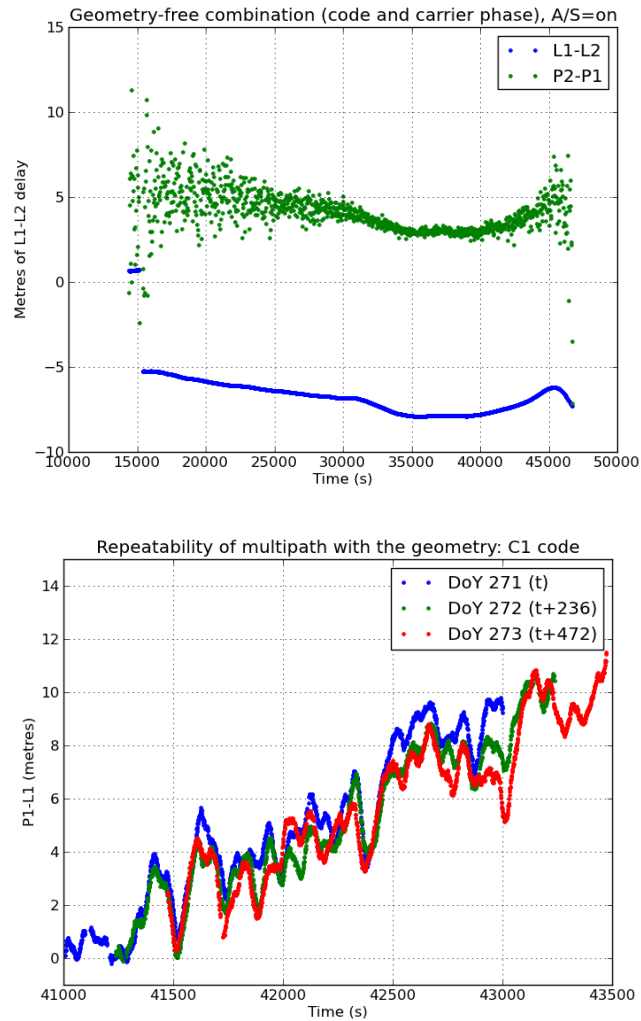 Geometry-free combination (code and carrier phase), A/S=on
15
10
5
0
−5
−10
Metres of L1-L2 delay
L1-L2
P2-P1
10000 15000 20000 25000 30000 35000 40000 45000 50000
Time (s)
Repeatability of multipath with the geometry: C1 code
14
12
10
8
6
4
2
0
P1-L1 (metres)
DoY 271 (t)
DoY 272 (t+236)
DoY 273 (t+472)
41000 41500 42000 42500 43000 43500
Time (s)